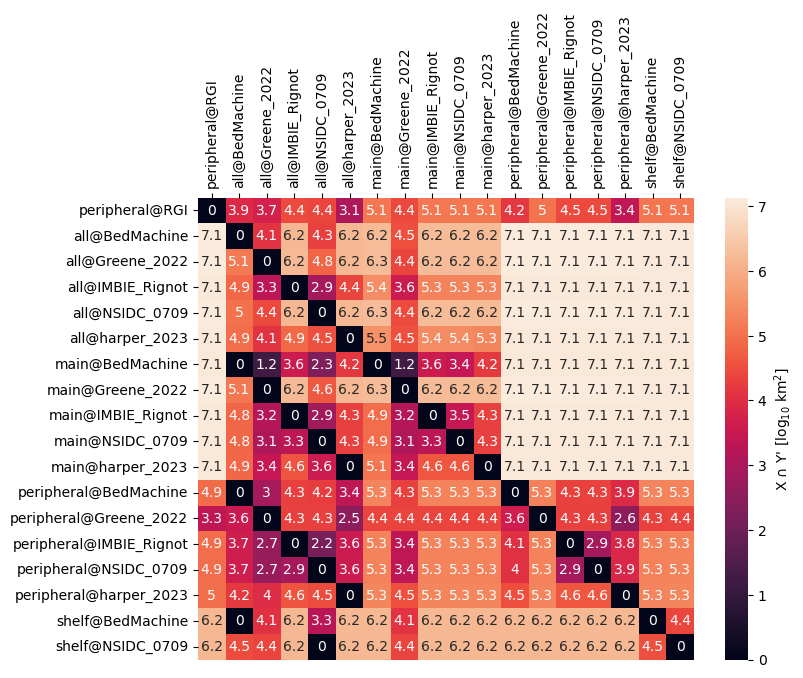 peripheral@RGI
all@BedMachine
all@Greene_2022
all@IMBIE_Rignot
all@NSIDC_0709
all@harper_2023
main@BedMachine
main@Greene_2022
main@IMBIE_Rignot
main@NSIDC_0709
main@harper_2023
peripheral@BedMachine
peripheral@Greene_2022
peripheral@IMBIE_Rignot
peripheral@NSIDC_0709
peripheral@harper_2023
shelf@BedMachine
shelf@NSIDC_0709
peripheral@RGI 0 3.9 3.7 4.4 4.4 3.1 5.1 4.4 5.1 5.1 5.1 4.2 5 4.5 4.5 3.4 5.1 5.1
all@BedMachine 7.1 0 4.1 6.2 4.3 6.2 6.2 4.5 6.2 6.2 6.2 7.1 7.1 7.1 7.1 7.1 7.1 7.1
all@Greene_2022 7.1 5.1 0 6.2 4.8 6.2 6.3 4.4 6.2 6.2 6.2 7.1 7.1 7.1 7.1 7.1 7.1 7.1
all@IMBIE_Rignot 7.1 4.9 3.3 0 2.9 4.4 5.4 3.6 5.3 5.3 5.3 7.1 7.1 7.1 7.1 7.1 7.1 7.1
all@NSIDC_0709 7.1 5 4.4 6.2 0 6.2 6.3 4.4 6.2 6.2 6.2 7.1 7.1 7.1 7.1 7.1 7.1 7.1
all@harper_2023 7.1 4.9 4.1 4.9 4.5 0 5.5 4.5 5.4 5.4 5.3 7.1 7.1 7.1 7.1 7.1 7.1 7.1
main@BedMachine 7.1 0 1.2 3.6 2.3 4.2 0 1.2 3.6 3.4 4.2 7.1 7.1 7.1 7.1 7.1 7.1 7.1
main@Greene_2022 7.1 5.1 0 6.2 4.6 6.2 6.3 0 6.2 6.2 6.2 7.1 7.1 7.1 7.1 7.1 7.1 7.1
main@IMBIE_Rignot 7.1 4.8 3.2 0 2.9 4.3 4.9 3.2 0 3.5 4.3 7.1 7.1 7.1 7.1 7.1 7.1 7.1
main@NSIDC_0709 7.1 4.8 3.1 3.3 0 4.3 4.9 3.1 3.3 0 4.3 7.1 7.1 7.1 7.1 7.1 7.1 7.1
main@harper_2023 7.1 4.9 3.4 4.6 3.6 0 5.1 3.4 4.6 4.6 0 7.1 7.1 7.1 7.1 7.1 7.1 7.1
peripheral@BedMachine 4.9 0 3 4.3 4.2 3.4 5.3 4.3 5.3 5.3 5.3 0 5.3 4.3 4.3 3.9 5.3 5.3
peripheral@Greene_2022 3.3 3.6 0 4.3 4.3 2.5 4.4 4.4 4.4 4.4 4.4 3.6 0 4.3 4.3 2.6 4.3 4.4
peripheral@IMBIE_Rignot 4.9 3.7 2.7 0 2.2 3.6 5.3 3.4 5.3 5.3 5.3 4.1 5.3 0 2.9 3.8 5.3 5.3
peripheral@NSIDC_0709 4.9 3.7 2.7 2.9 0 3.6 5.3 3.4 5.3 5.3 5.3 4 5.3 2.9 0 3.9 5.3 5.3
peripheral@harper_2023 5 4.2 4 4.6 4.5 0 5.3 4.5 5.3 5.3 5.3 4.5 5.3 4.6 4.6 0 5.3 5.3
shelf@BedMachine 6.2 0 4.1 6.2 3.3 6.2 6.2 4.1 6.2 6.2 6.2 6.2 6.2 6.2 6.2 6.2 0 4.4
shelf@NSIDC_0709 6.2 4.5 4.4 6.2 0 6.2 6.2 4.4 6.2 6.2 6.2 6.2 6.2 6.2 6.2 6.2 4.5 0
7
6
5
4
3
2
1
0
X ∩ Y' [log₁₀ km²]